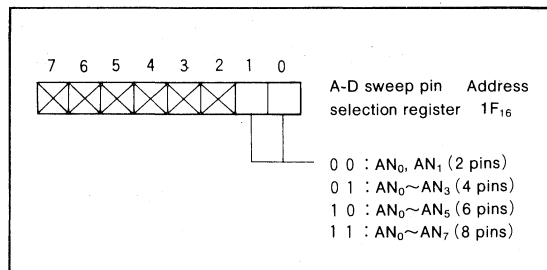 7 6 5 4 3 2 1 0
A-D sweep pin Address
selection register 1F₁₆
0 0 : AN₀, AN₁ (2 pins)
0 1 : AN₀~AN₃ (4 pins)
1 0 : AN₀~AN₅ (6 pins)
1 1 : AN₀~AN₇ (8 pins)